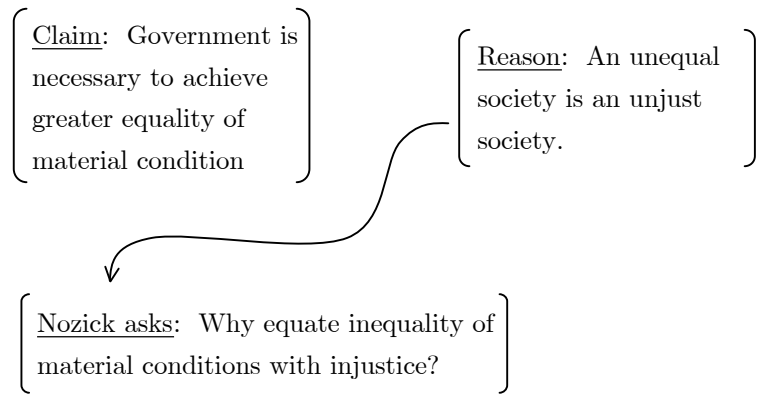 Claim: Government is
necessary to achieve
greater equality of
material condition
Reason: An unequal
society is an unjust
society.
Nozick asks: Why equate inequality of
material conditions with injustice?